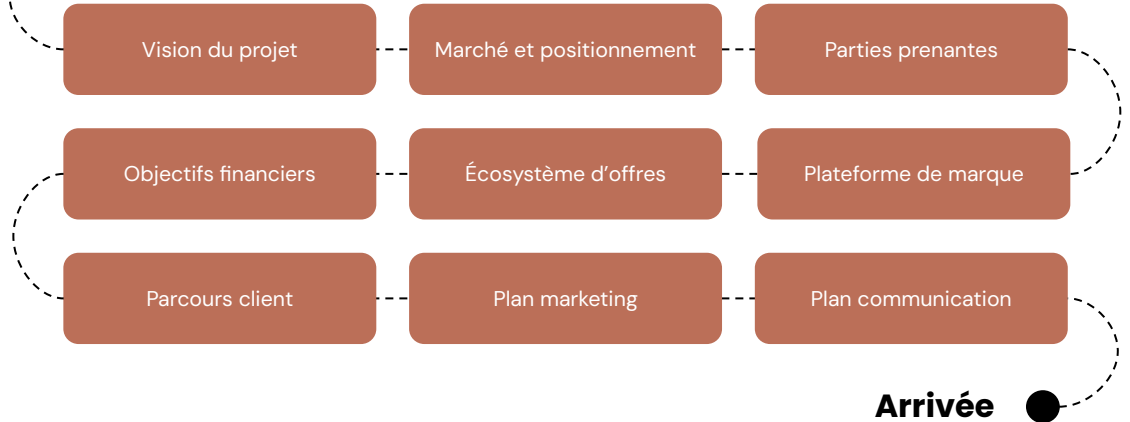 Vision du projet
Marché et positionnement
Parties prenantes
Objectifs financiers
Écosystème d’offres
Plateforme de marque
Parcours client
Plan marketing
Plan communication
Arrivée